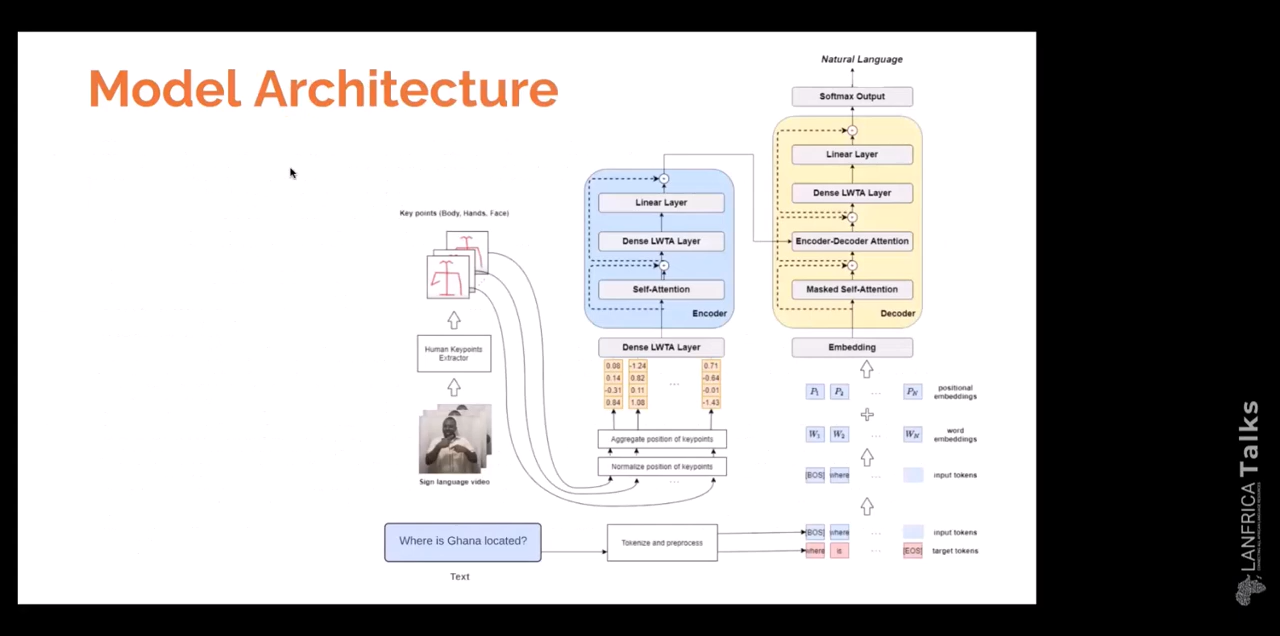 Model Architecture
Natural Language
Softmax Output
Linear Layer
Dense LWTA Layer
Encoder-Decoder Attention
Masked Self-Attention
Decoder
Embedding
Linear Layer
Dense LWTA Layer
Self-Attention
Encoder
Dense LWTA Layer
Key points (Body, Hands, Face)
Human Keypoints
Extractor
Sign language video
0.08 -1.24 0.71
0.14 0.82 -0.64
-0.31 0.11 ... -0.01
0.84 1.08 -1.43
Aggregate position of keypoints
Normalize position of keypoints
...
P1 P2 ... PN positional
embeddings
W1 W2 ... WN word
embeddings
[BOS] where ... input tokens
[BOS] where ... input tokens
where is ... [EOS] target tokens
Where is Ghana located?
Tokenize and preprocess
Text
LANFRICA Talks